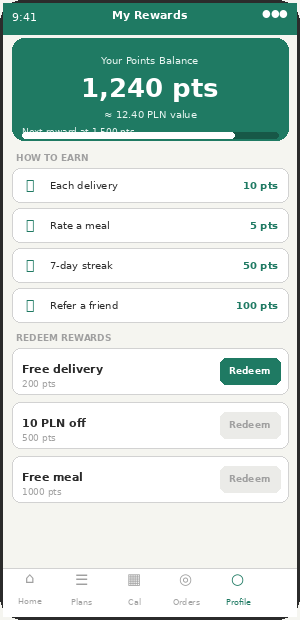 9:41 My Rewards
Your Points Balance
1,240 pts
≈ 12.40 PLN value
Next reward at 1,500 pts
HOW TO EARN
Each delivery 10 pts
Rate a meal 5 pts
7-day streak 50 pts
Refer a friend 100 pts
REDEEM REWARDS
Free delivery
200 pts
Redeem
10 PLN off
500 pts
Redeem
Free meal
1000 pts
Redeem
Home Plans Cal Orders Profile